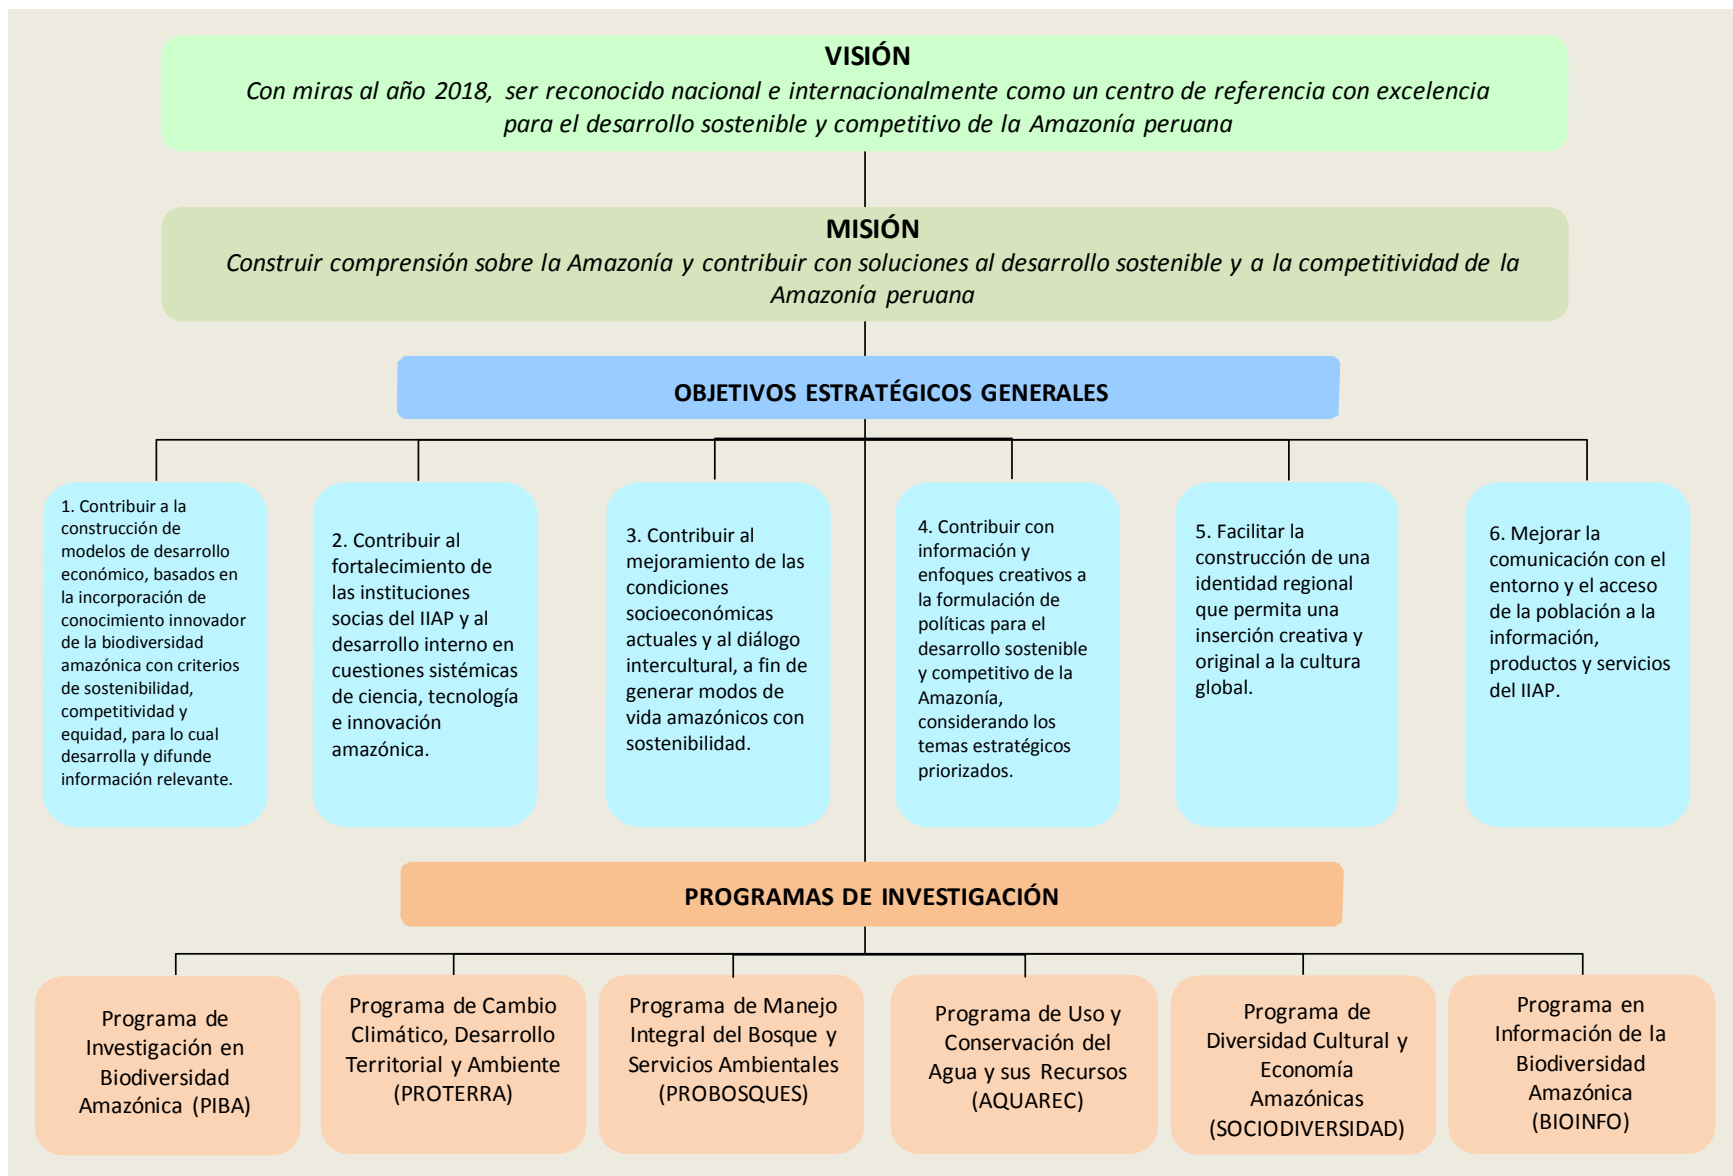 VISIÓN
Con miras al año 2018, ser reconocido nacional e internacionalmente como un centro de referencia con excelencia
para el desarrollo sostenible y competitivo de la Amazonía peruana
MISIÓN
Construir comprensión sobre la Amazonía y contribuir con soluciones al desarrollo sostenible y a la competitividad de la
Amazonía peruana
OBJETIVOS ESTRATÉGICOS GENERALES
1. Contribuir a la
construcción de
modelos de desarrollo
económico, basados en
la incorporación de
conocimiento innovador
de la biodiversidad
amazónica con criterios
de sostenibilidad,
competitividad y
equidad, para lo cual
desarrolla y difunde
información relevante.
2. Contribuir al
fortalecimiento de
las instituciones
socias del IIAP y al
desarrollo interno en
cuestiones sistémicas
de ciencia, tecnología
e innovación
amazónica.
3. Contribuir al
mejoramiento de las
condiciones
socioeconómicas
actuales y al diálogo
intercultural, a fin de
generar modos de
vida amazónicos con
sostenibilidad.
4. Contribuir con
información y
enfoques creativos a
la formulación de
políticas para el
desarrollo sostenible
y competitivo de la
Amazonía,
considerando los
temas estratégicos
priorizados.
5. Facilitar la
construcción de una
identidad regional
que permita una
inserción creativa y
original a la cultura
global.
6. Mejorar la
comunicación con el
entorno y el acceso
de la población a la
información,
productos y servicios
del IIAP.
PROGRAMAS DE INVESTIGACIÓN
Programa de
Investigación en
Biodiversidad
Amazónica (PIBA)
Programa de Cambio
Climático, Desarrollo
Territorial y Ambiente
(PROTERRA)
Programa de Manejo
Integral del Bosque y
Servicios Ambientales
(PROBOSQUES)
Programa de Uso y
Conservación del
Agua y sus Recursos
(AQUAREC)
Programa de
Diversidad Cultural y
Economía
Amazónicas
(SOCIODIVERSIDAD)
Programa en
Información de la
Biodiversidad
Amazónica
(BIOINFO)